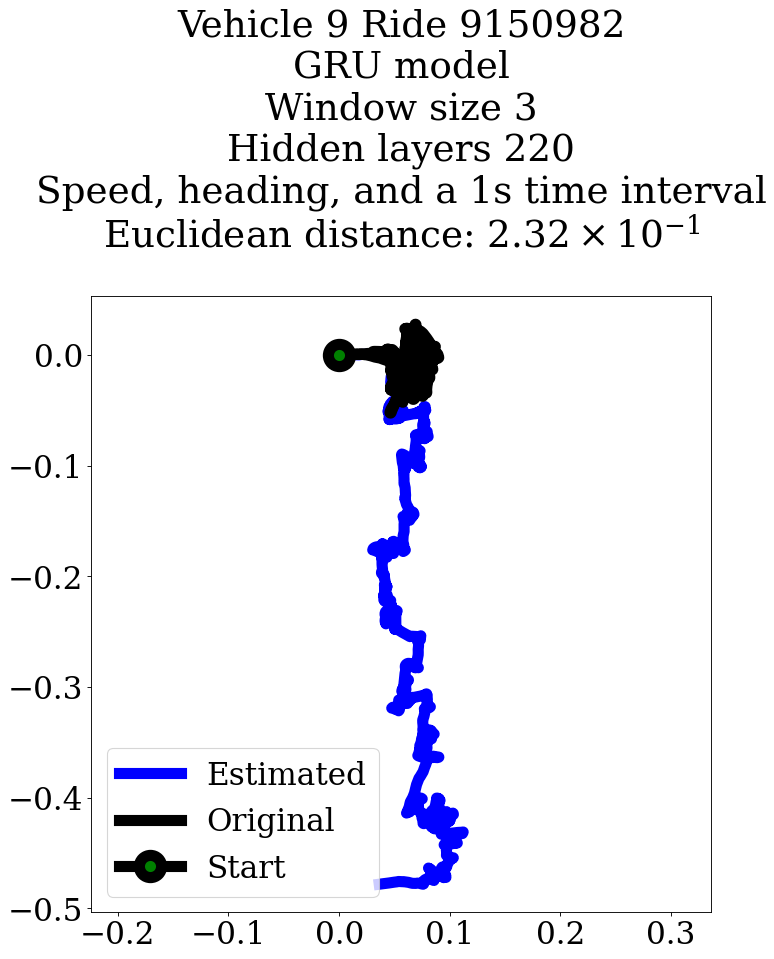 Vehicle 9 Ride 9150982
GRU model
Window size 3
Hidden layers 220
Speed, heading, and a 1s time interval
Euclidean distance: 2.32 × 10⁻¹
0.0
−0.1
−0.2
−0.3
−0.4
−0.5
Estimated
Original
Start
−0.2 −0.1 0.0 0.1 0.2 0.3